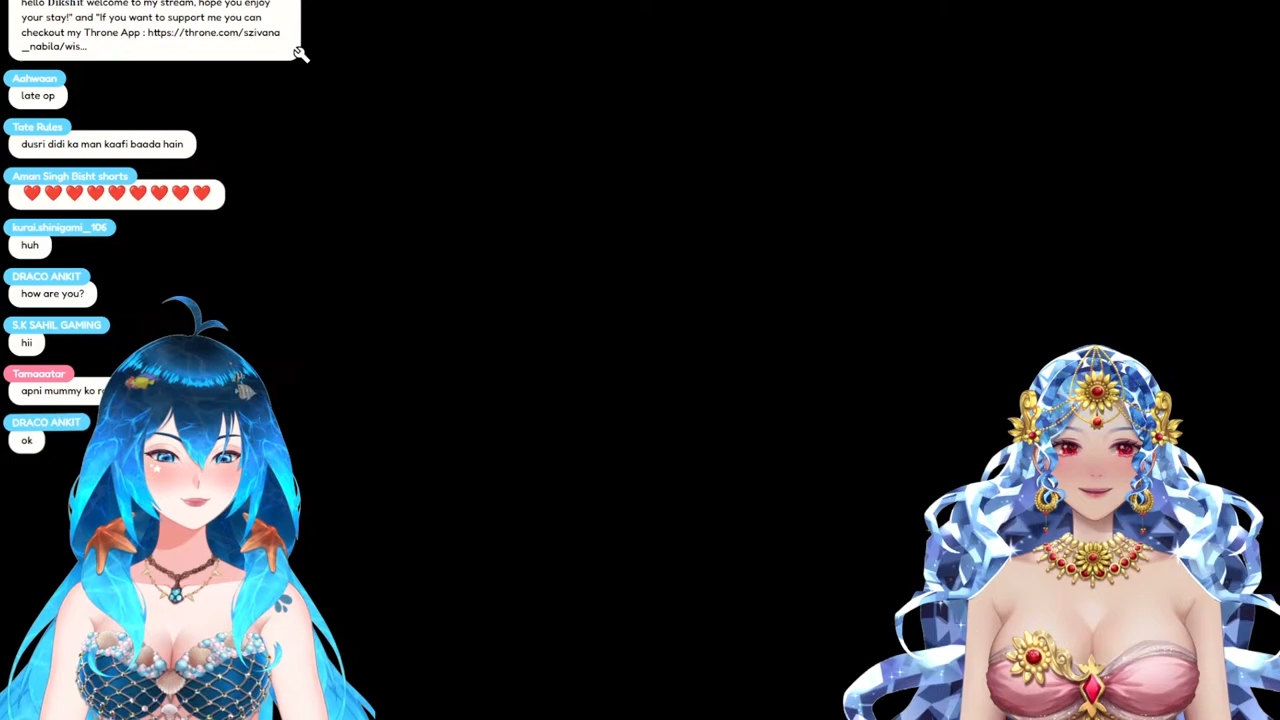 hello Dikshit welcome to my stream, hope you enjoy
your stay!" and "If you want to support me you can
checkout my Throne App : https://throne.com/szivana
_nabila/wis...
Aahwaan
late op
Tate Rules
dusri didi ka man kaafi baada hain
Aman Singh Bisht shorts
❤️❤️❤️❤️❤️❤️❤️❤️❤️
kurai.shinigami_106
huh
DRACO ANKIT
how are you?
S.K SAHIL GAMING
hii
Tamaaatar
apni mummy ko
DRACO ANKIT
ok